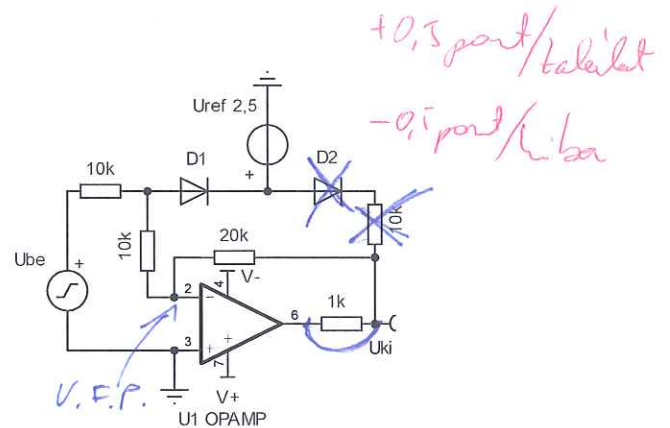 +0,5 pont/találat
-0,5 pont/hiba
Uref 2,5
+
10k
D1
D2
10k
10k
20k
Ube
+
V-
2
-
4
6
1k
3
+
+
7
Uki
V.F.P.
V+
U1 OPAMP